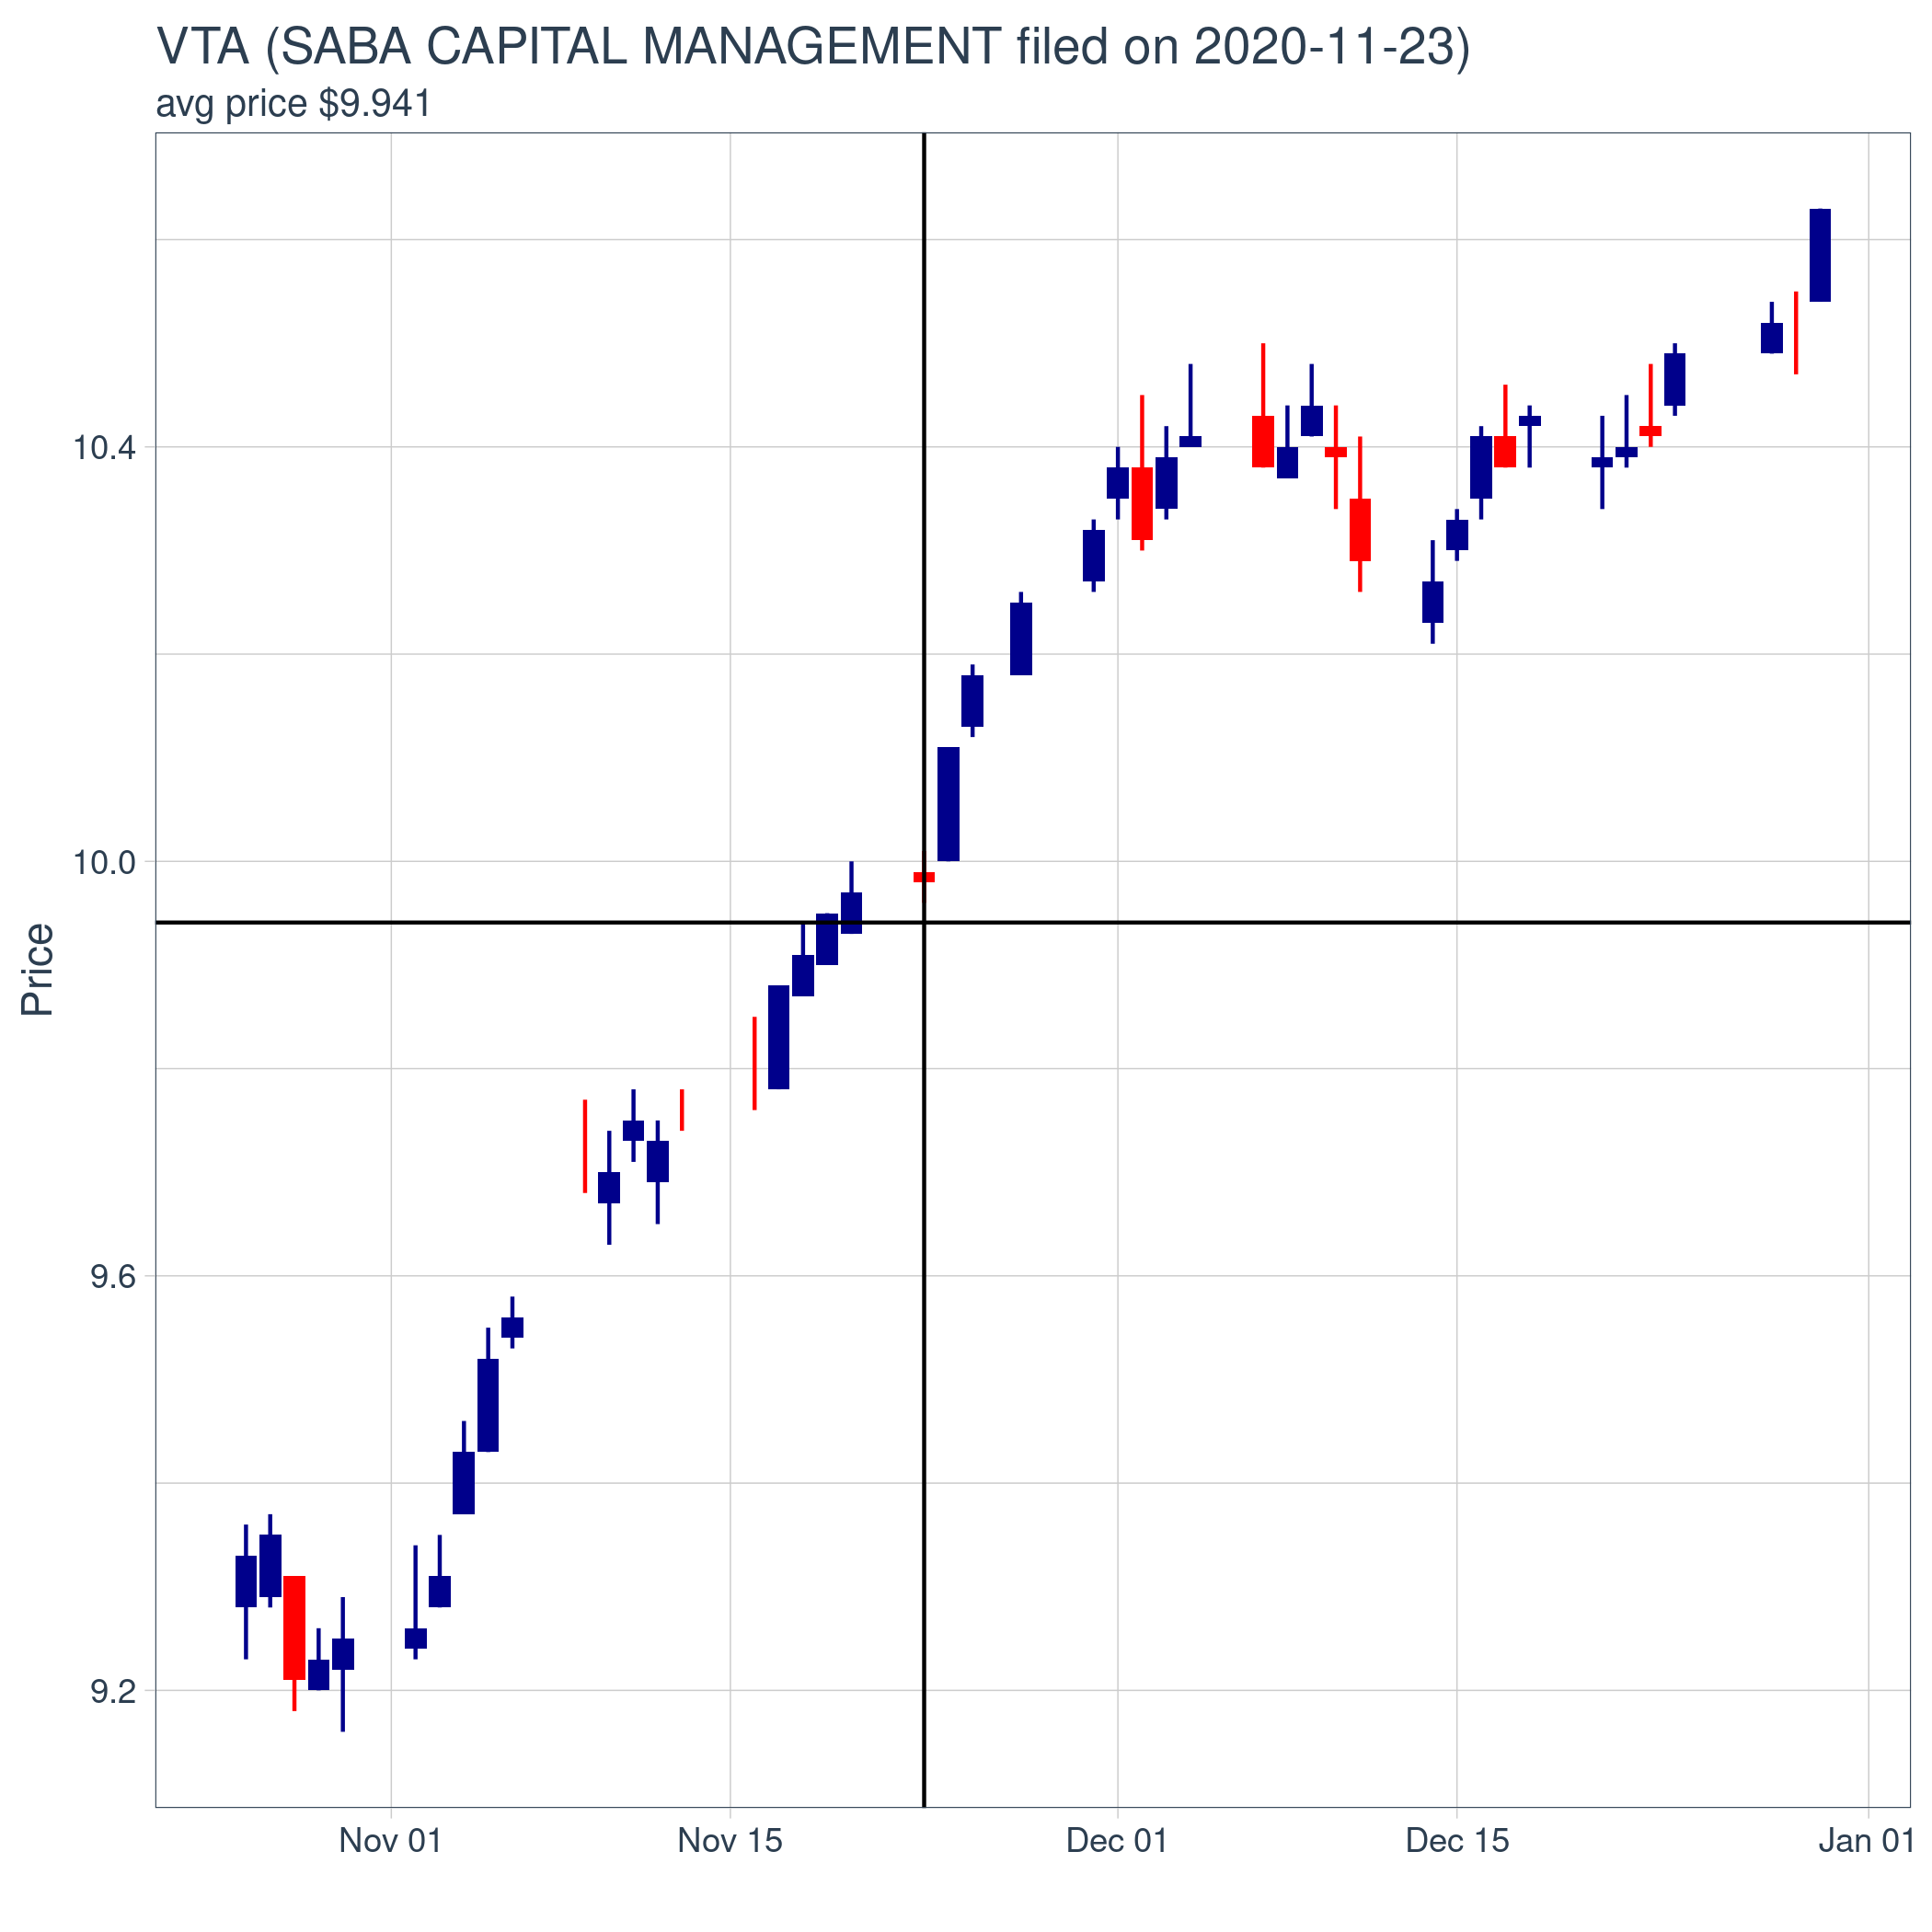 VTA (SABA CAPITAL MANAGEMENT filed on 2020-11-23)
avg price $9.941
Price
10.4
10.0
9.6
9.2
Nov 01
Nov 15
Dec 01
Dec 15
Jan 01